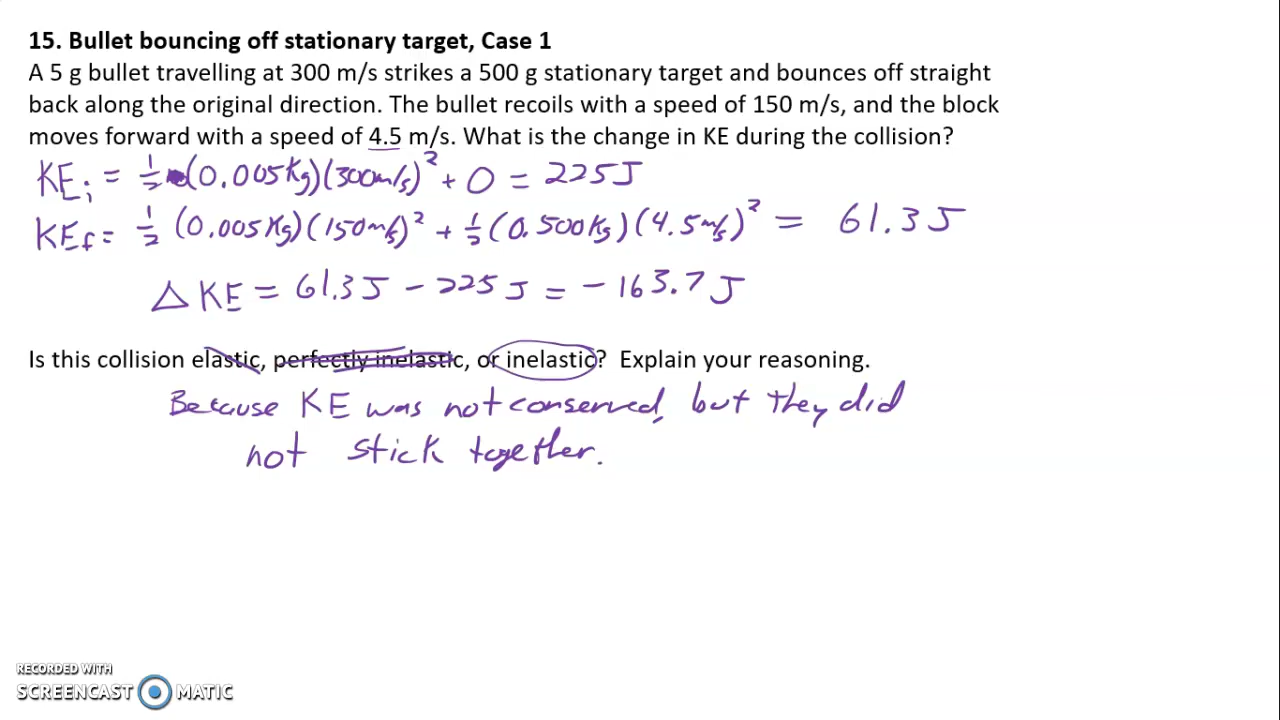 15. Bullet bouncing off stationary target, Case 1
A 5 g bullet travelling at 300 m/s strikes a 500 g stationary target and bounces off straight
back along the original direction. The bullet recoils with a speed of 150 m/s, and the block
moves forward with a speed of 4.5 m/s. What is the change in KE during the collision?
KEi = 1/2 (0.005Kg)(300m/s)² + 0 = 225J
KEf = 1/2 (0.005Kg)(150m/s)² + 1/2 (0.500Kg)(4.5m/s)² = 61.3J
△KE = 61.3J - 225J = -163.7J
Is this collision elastic, perfectly inelastic, or inelastic? Explain your reasoning.
Because KE was not conserved, but they did
not stick together.
RECORDED WITH
SCREENCAST MATIC